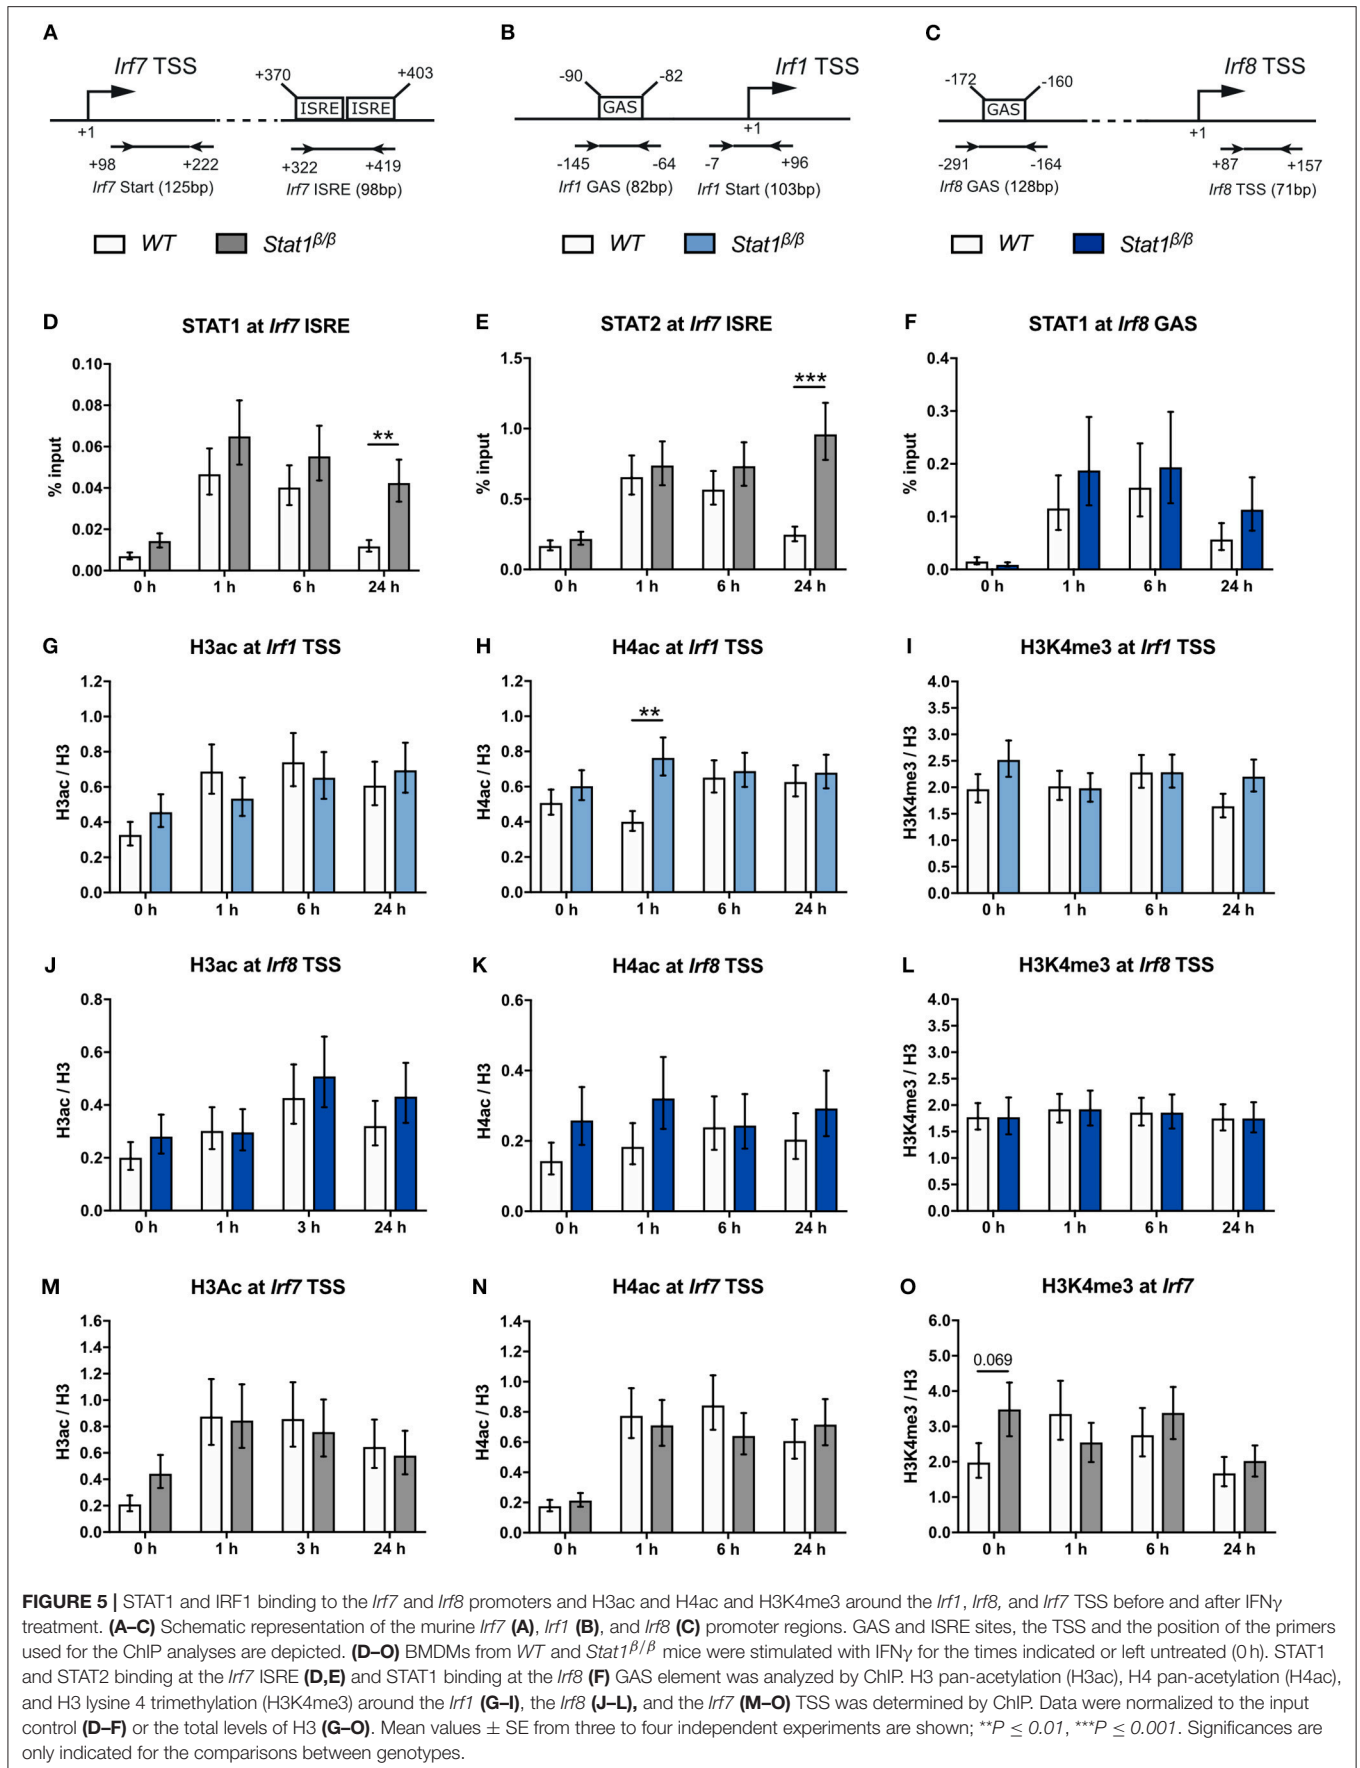 A
B
C
Irf7 TSS
Irf1 TSS
Irf8 TSS
+370
+403
-90
-82
-172
-160
ISRE
ISRE
GAS
GAS
+1
+1
+1
+98
+222
+322
+419
-145
-64
-7
+96
-291
-164
+87
+157
Irf7 Start (125bp)
Irf7 ISRE (98bp)
Irf1 GAS (82bp)
Irf1 Start (103bp)
Irf8 GAS (128bp)
Irf8 TSS (71bp)
WT
Stat1β/β
WT
Stat1β/β
WT
Stat1β/β
D
STAT1 at Irf7 ISRE
% input
0.10
0.08
0.06
0.04
0.02
0.00
**
0 h
1 h
6 h
24 h
E
STAT2 at Irf7 ISRE
% input
1.5
1.0
0.5
0.0
***
0 h
1 h
6 h
24 h
F
STAT1 at Irf8 GAS
% input
0.4
0.3
0.2
0.1
0.0
0 h
1 h
6 h
24 h
G
H3ac at Irf1 TSS
H3ac / H3
1.2
1.0
0.8
0.6
0.4
0.2
0.0
0 h
1 h
6 h
24 h
H
H4ac at Irf1 TSS
H4ac / H3
1.2
1.0
0.8
0.6
0.4
0.2
0.0
**
0 h
1 h
6 h
24 h
I
H3K4me3 at Irf1 TSS
H3K4me3 / H3
4.0
3.5
3.0
2.5
2.0
1.5
1.0
0.5
0.0
0 h
1 h
6 h
24 h
J
H3ac at Irf8 TSS
H3ac / H3
0.8
0.6
0.4
0.2
0.0
0 h
1 h
3 h
24 h
K
H4ac at Irf8 TSS
H4ac / H3
0.6
0.4
0.2
0.0
0 h
1 h
6 h
24 h
L
H3K4me3 at Irf8 TSS
H3K4me3 / H3
4.0
3.5
3.0
2.5
2.0
1.5
1.0
0.5
0.0
0 h
1 h
6 h
24 h
M
H3Ac at Irf7 TSS
H3ac / H3
1.6
1.4
1.2
1.0
0.8
0.6
0.4
0.2
0.0
0 h
1 h
3 h
24 h
N
H4ac at Irf7 TSS
H4ac / H3
1.4
1.2
1.0
0.8
0.6
0.4
0.2
0.0
0 h
1 h
6 h
24 h
O
H3K4me3 at Irf7
H3K4me3 / H3
6.0
5.0
4.0
3.0
2.0
1.0
0.0
0.069
0 h
1 h
6 h
24 h
FIGURE 5 | STAT1 and IRF1 binding to the Irf7 and Irf8 promoters and H3ac and H4ac and H3K4me3 around the Irf1, Irf8, and Irf7 TSS before and after IFNγ
treatment. (A–C) Schematic representation of the murine Irf7 (A), Irf1 (B), and Irf8 (C) promoter regions. GAS and ISRE sites, the TSS and the position of the primers
used for the ChIP analyses are depicted. (D–O) BMDMs from WT and Stat1β/β mice were stimulated with IFNγ for the times indicated or left untreated (0 h). STAT1
and STAT2 binding at the Irf7 ISRE (D,E) and STAT1 binding at the Irf8 (F) GAS element was analyzed by ChIP. H3 pan-acetylation (H3ac), H4 pan-acetylation (H4ac),
and H3 lysine 4 trimethylation (H3K4me3) around the Irf1 (G–I), the Irf8 (J–L), and the Irf7 (M–O) TSS was determined by ChIP. Data were normalized to the input
control (D–F) or the total levels of H3 (G–O). Mean values ± SE from three to four independent experiments are shown; **P ≤ 0.01, ***P ≤ 0.001. Significances are
only indicated for the comparisons between genotypes.